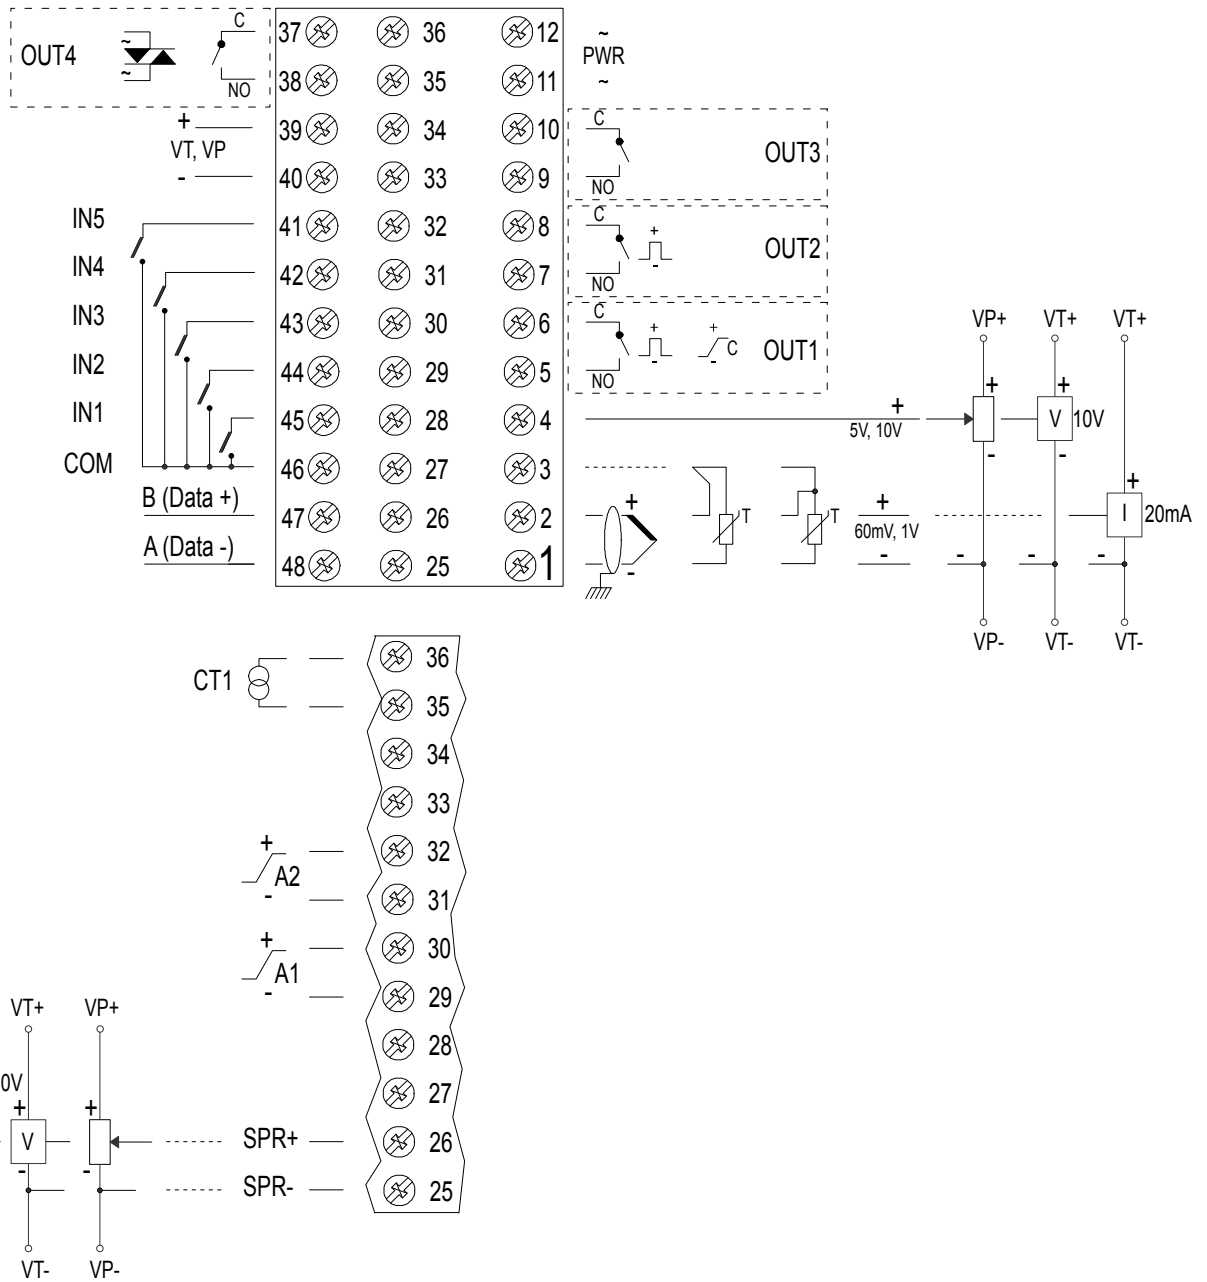 C 37 36 12 ~
OUT4 ~ PWR
~ NO 38 35 11 ~
+ 39 34 10 C
VT, VP OUT3
- 40 33 9 NO
IN5 41 32 8 C +
OUT2
IN4 42 31 7 - NO
IN3 43 30 6 C + + VP+ VT+ VT+
C OUT1
IN2 44 29 5 - - NO + +
IN1 45 28 4 + 5V, 10V V 10V
COM 46 27 3 - - +
B (Data +) 47 26 2 + T T + 60mV, 1V I 20mA
A (Data -) 48 25 1 - - - - -
VP- VT- VT-
CT1 36
35
34
33
+ 32
A2
- 31
+ 30
A1
- 29
VT+ VP+
28
0V 27
+ +
V SPR+ 26
- -
SPR- 25
VT- VP-